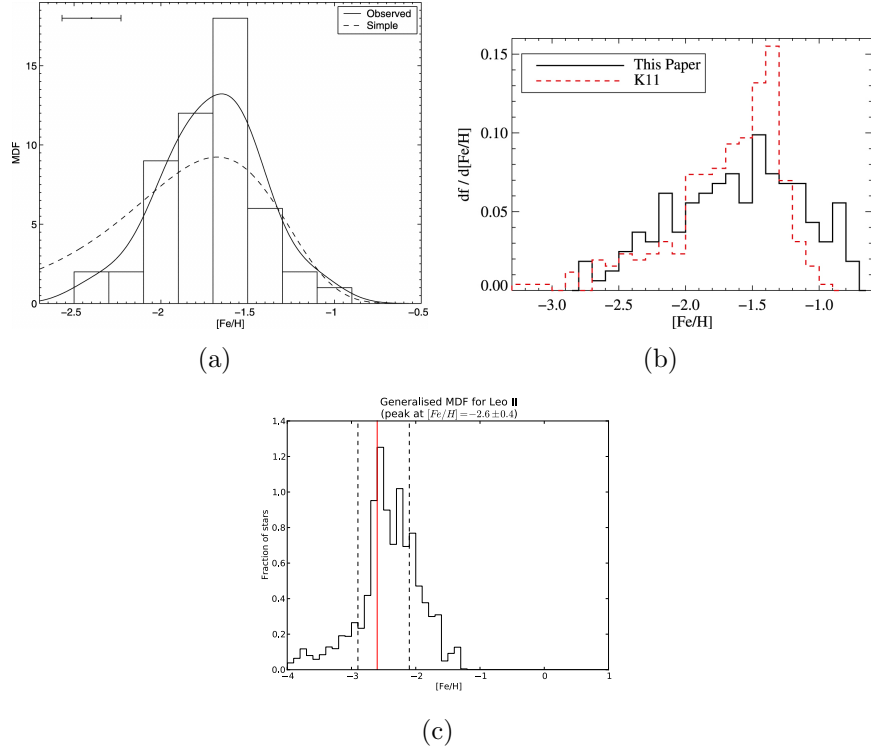 Observed
Simple
MDF
15
10
5
0
−2.5
−2
−1.5
−1
−0.5
[Fe/H]
(a)
This Paper
K11
df / d[Fe/H]
0.15
0.10
0.05
0.00
−3.0
−2.5
−2.0
−1.5
−1.0
[Fe/H]
(b)
Generalised MDF for Leo II
(peak at [Fe/H]=−2.6±0.4)
Fraction of stars
1.4
1.2
1.0
0.8
0.6
0.4
0.2
0.0
−4
−3
−2
−1
0
1
[Fe/H]
(c)